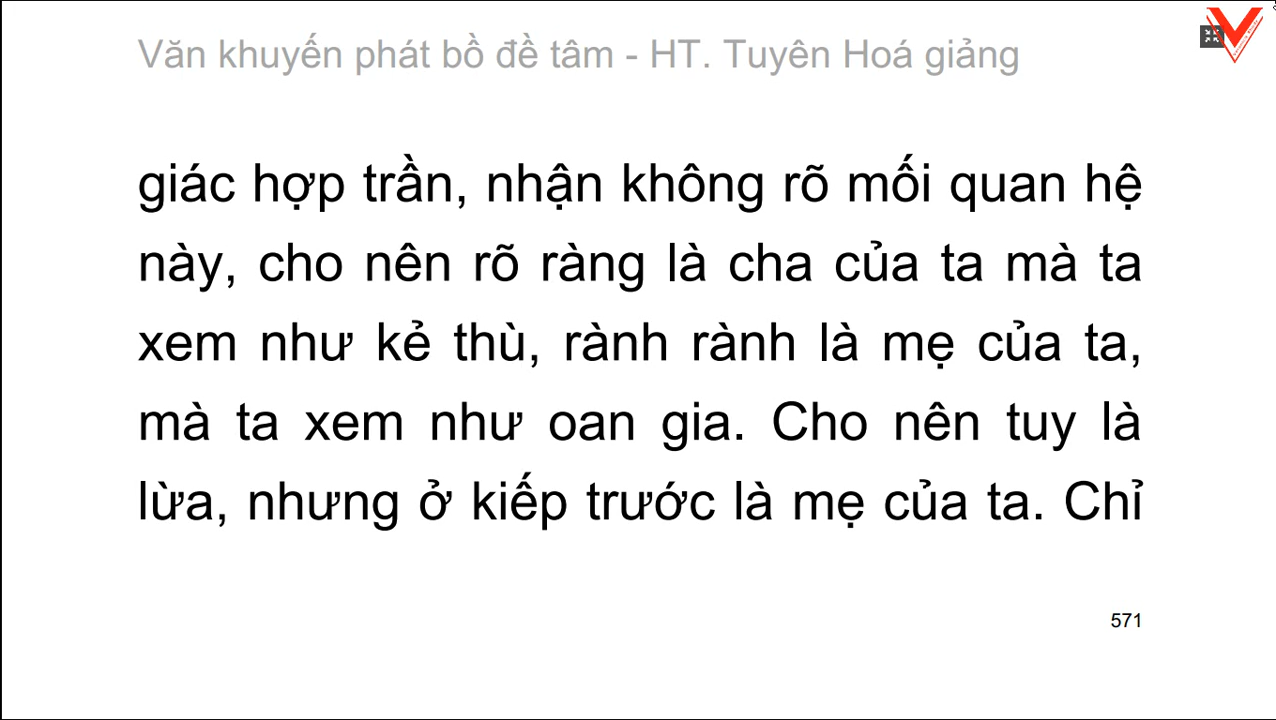 Văn khuyến phát bồ đề tâm - HT. Tuyên Hoá giảng
giác hợp trần, nhận không rõ mối quan hệ
này, cho nên rõ ràng là cha của ta mà ta
xem như kẻ thù, rành rành là mẹ của ta,
mà ta xem như oan gia. Cho nên tuy là
lừa, nhưng ở kiếp trước là mẹ của ta. Chỉ
571